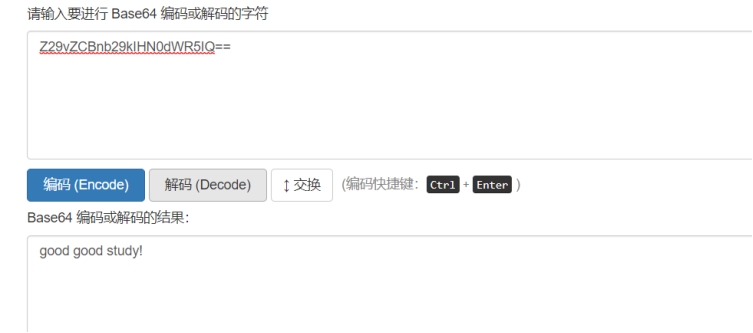 请输入要进行 Base64 编码或解码的字符
Z29vZCBnb29kIHN0dWR5IQ==
编码 (Encode) 解码 (Decode) ↕ 交换 (编码快捷键: Ctrl + Enter )
Base64 编码或解码的结果:
good good study!